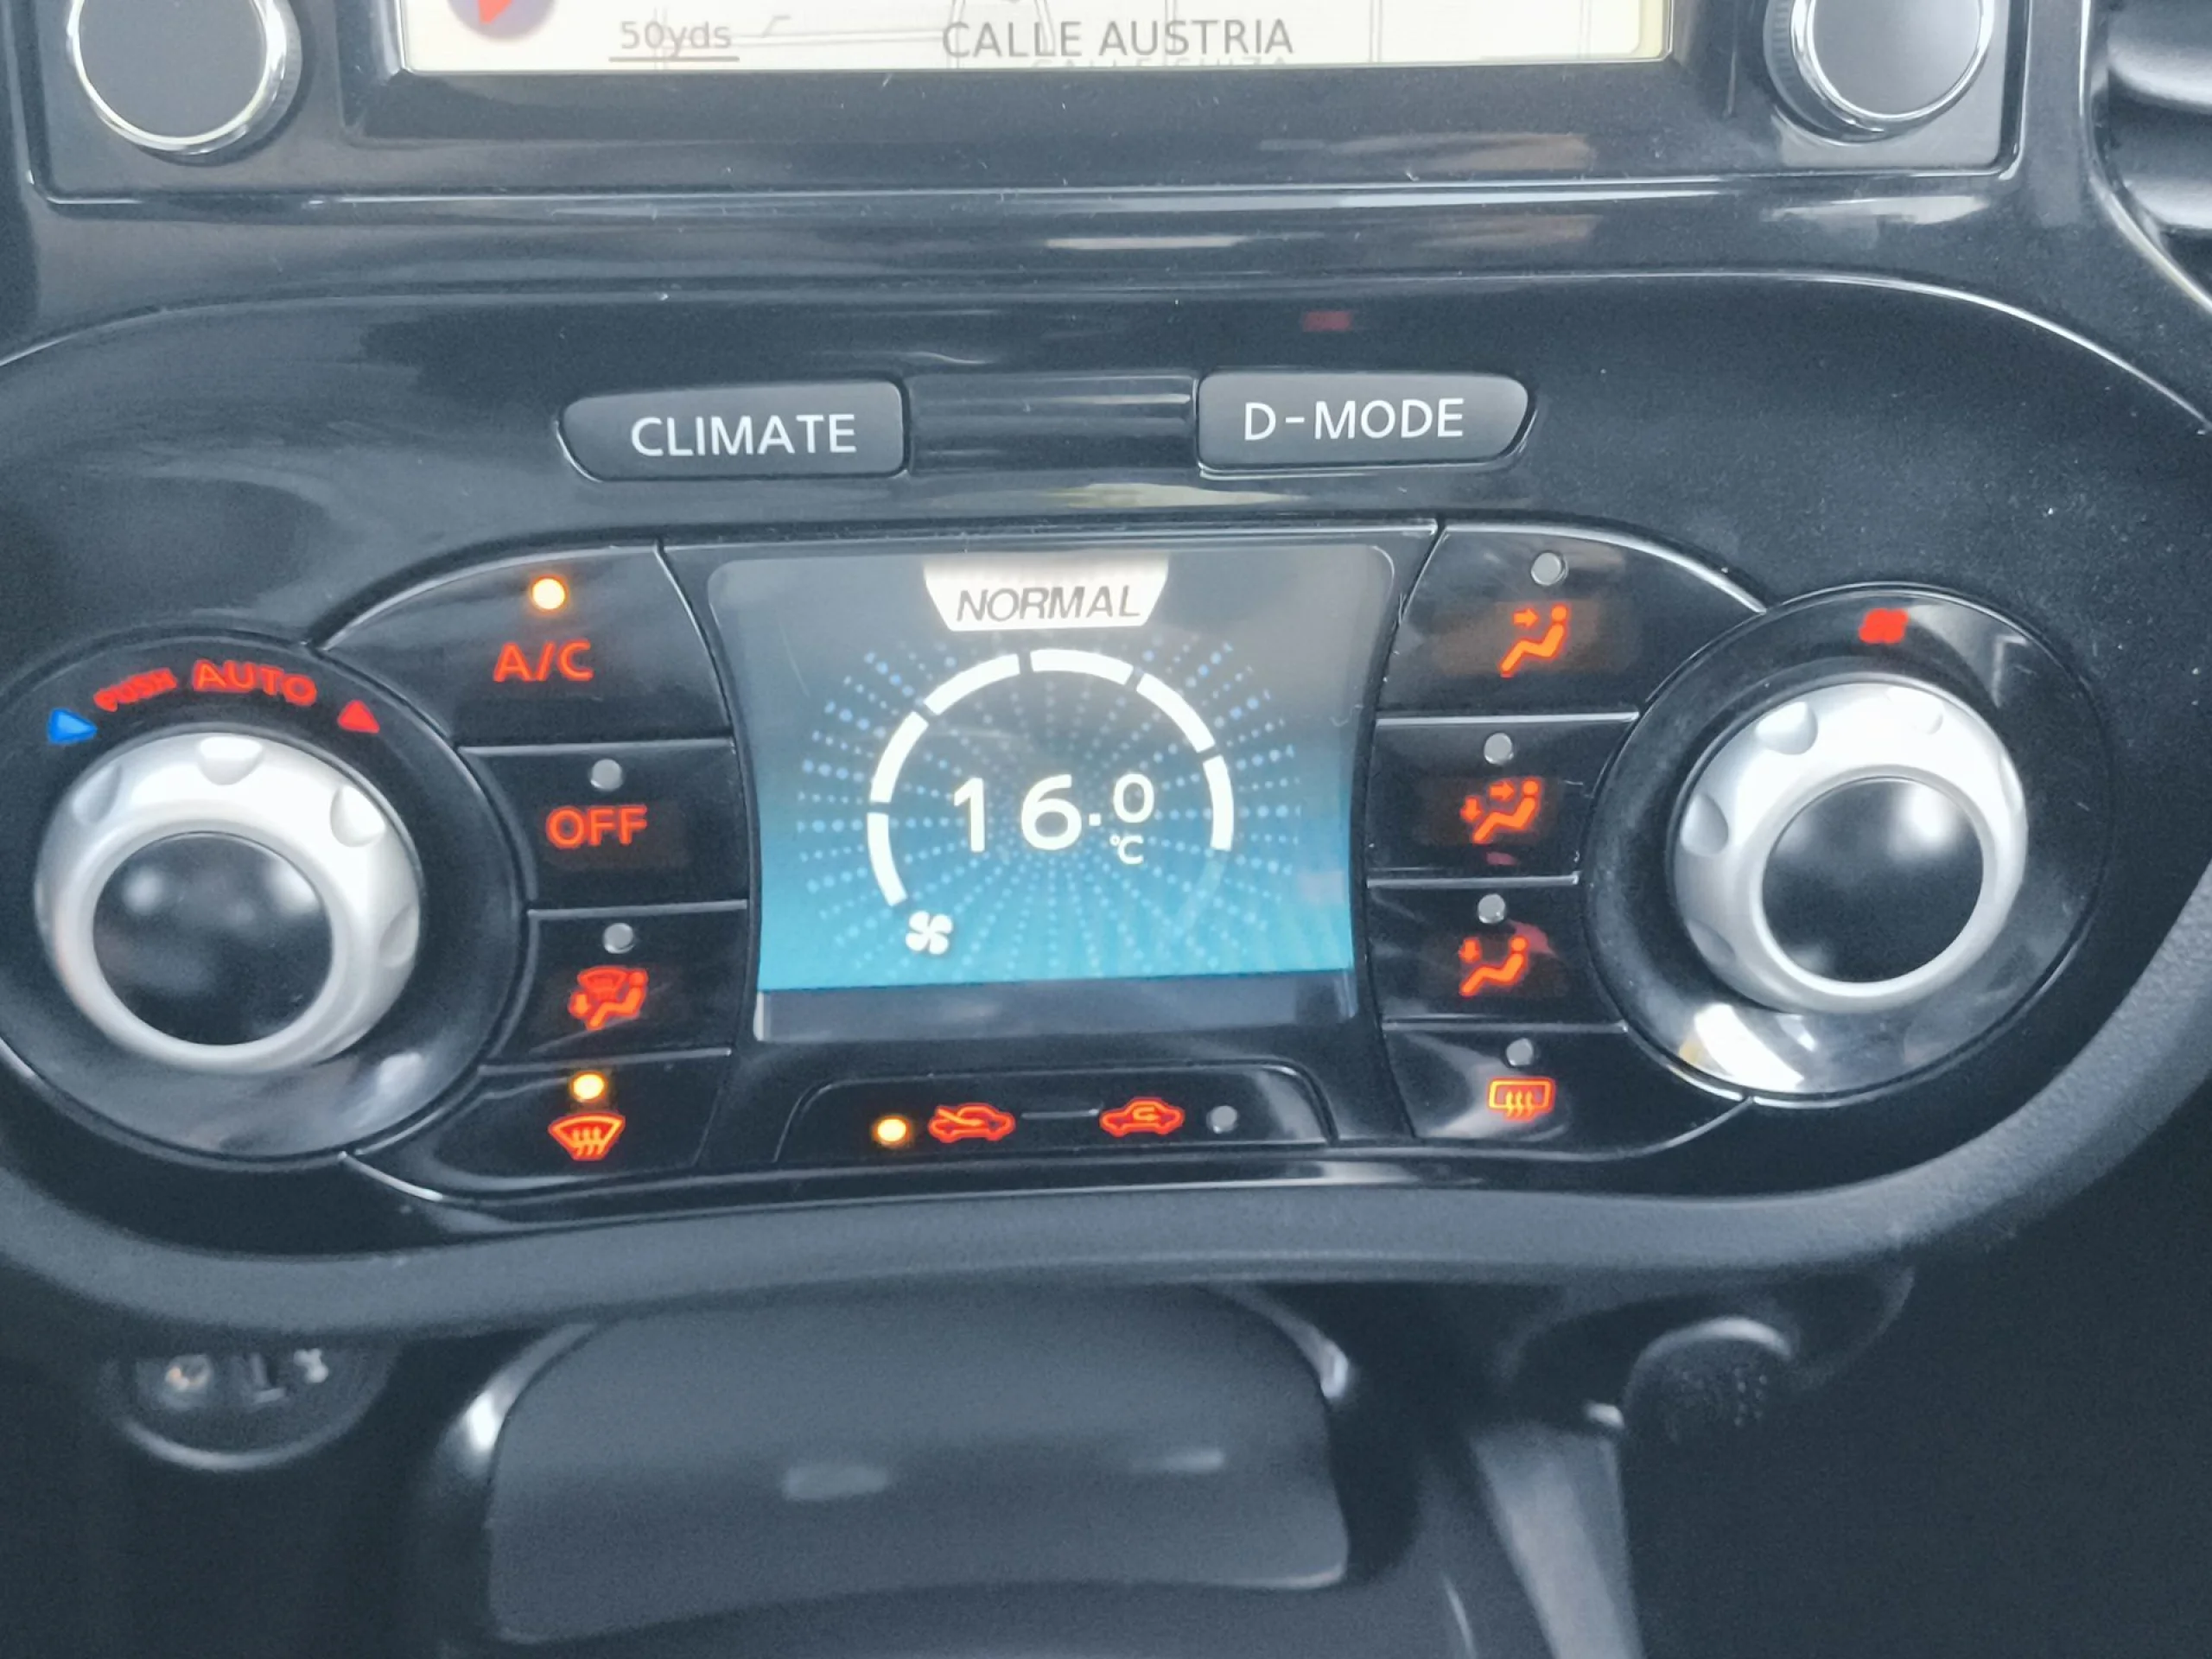 50yds
CALLE AUSTRIA
CLIMATE
D-MODE
NORMAL
A/C
PUSH AUTO
16.0
°C
OFF